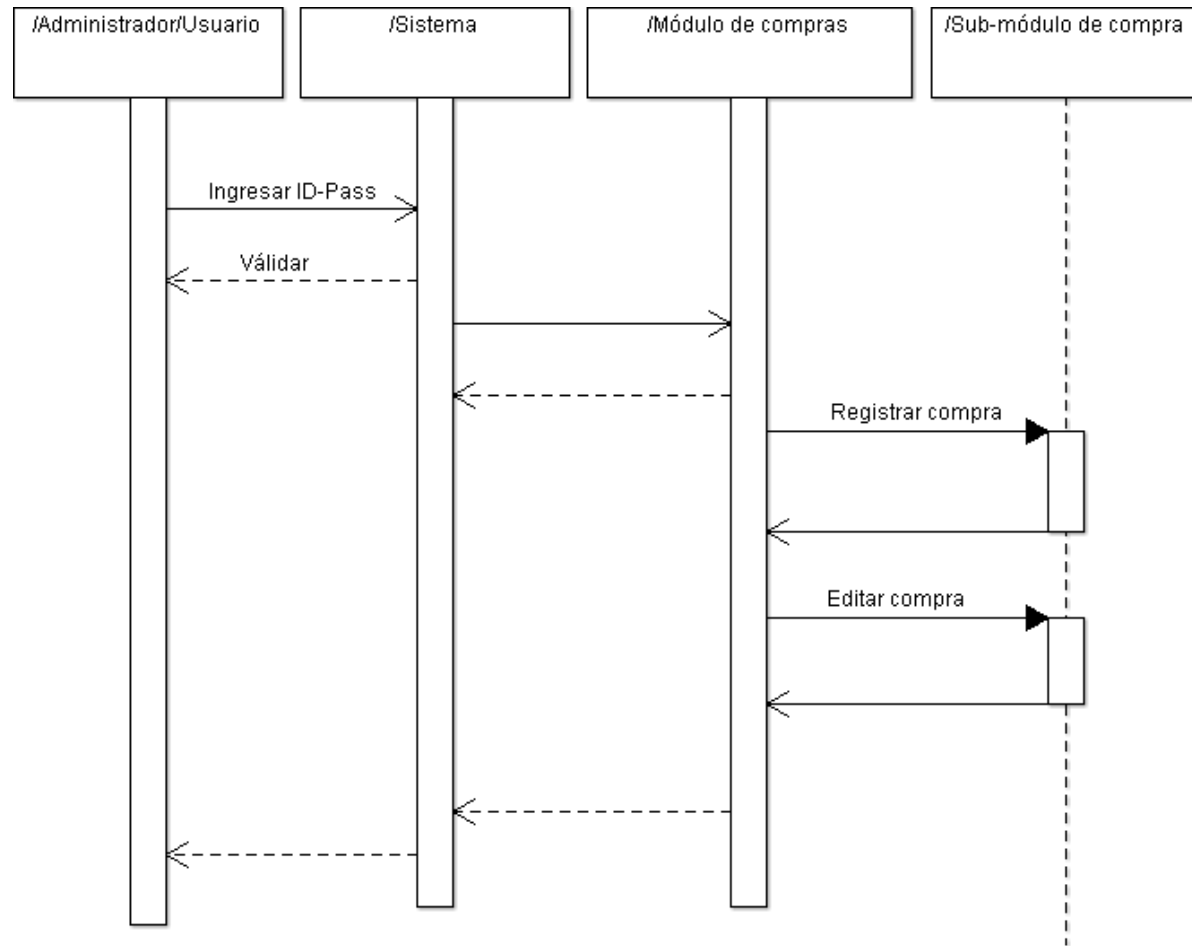 /Administrador/Usuario
/Sistema
/Módulo de compras
/Sub-módulo de compra
Ingresar ID-Pass
Válidar
Registrar compra
Editar compra